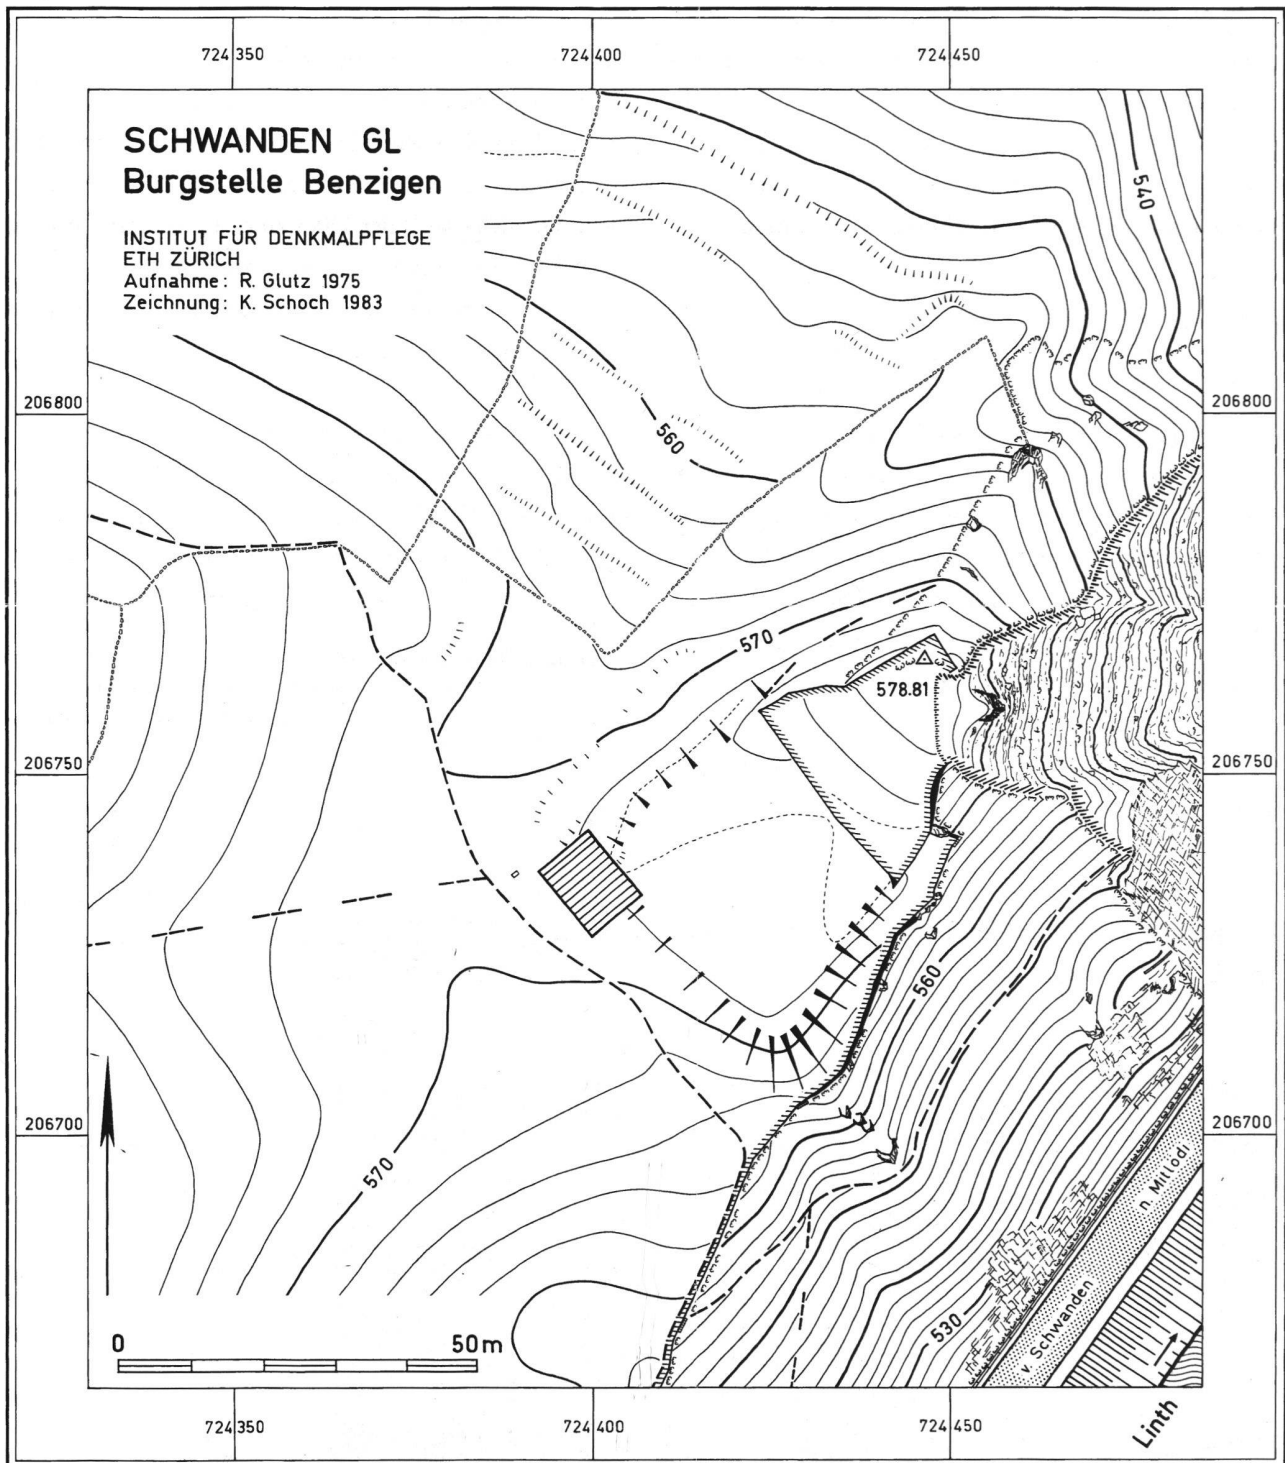 724 350
724 400
724 450
SCHWANDEN GL
Burgstelle Benzigen
INSTITUT FÜR DENKMALPFLEGE
ETH ZÜRICH
Aufnahme: R. Glutz 1975
Zeichnung: K. Schoch 1983
540
206800
206800
560
570
578.81
206750
206750
560
206700
206700
570
n. Millodi
v. Schwanden
530
0
50 m
724 350
724 400
724 450
Linth